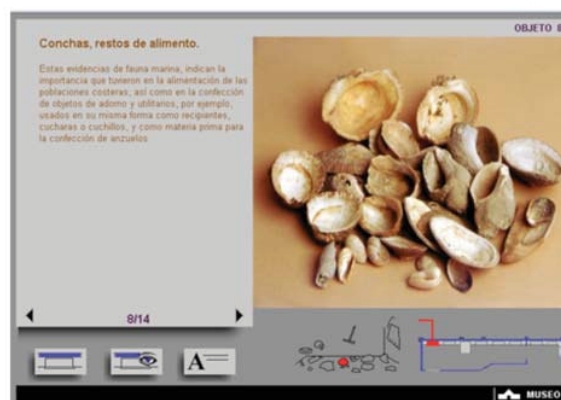 OBJETO 8
Conchas, restos de alimento.
Estas evidencias de fauna marina, indican la
importancia que tuvieron en la alimentación de las
poblaciones costeras; así como en la confección
de objetos de adorno y utilitarios, por ejemplo,
usados en su misma forma como recipientes,
cucharas o cuchillos, y como materia prima para
la confección de anzuelos
8/14
A
MUSEO